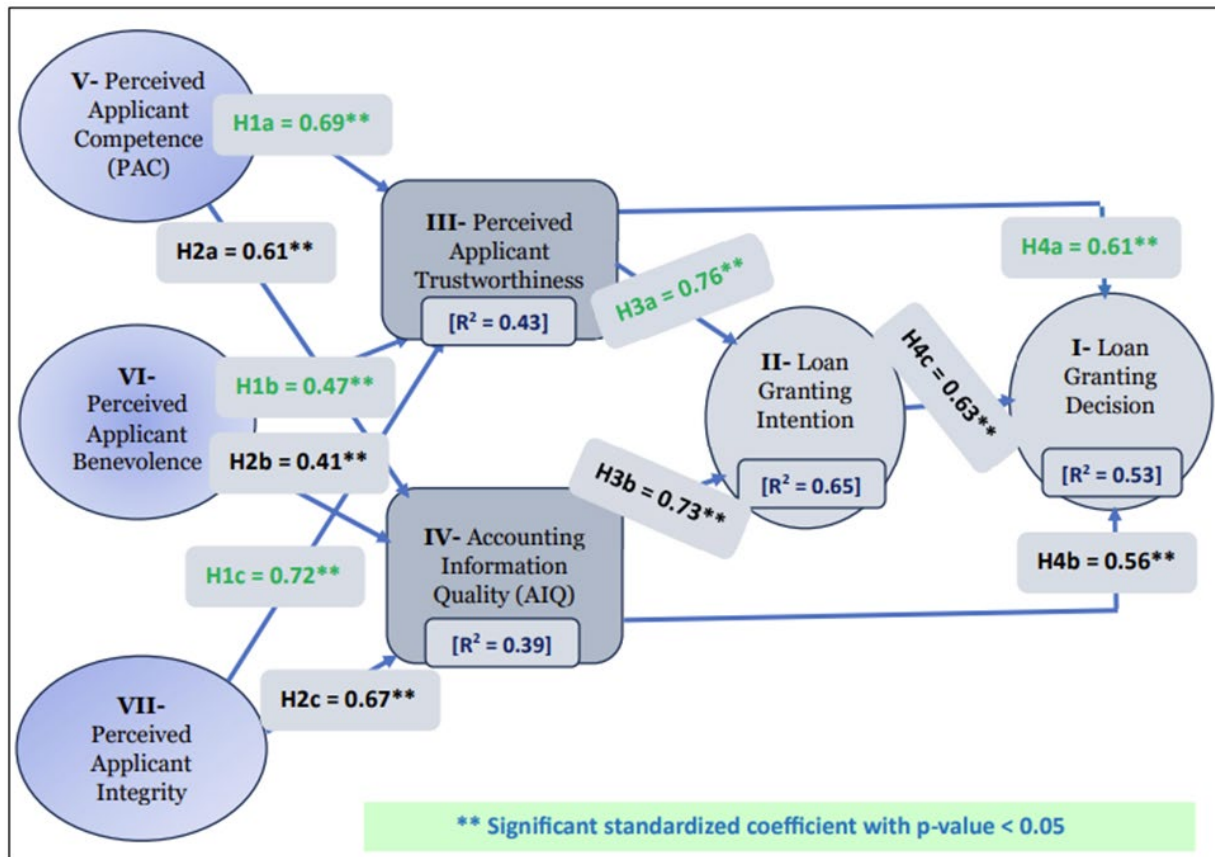 V- Perceived
Applicant
Competence
(PAC)
H1a = 0.69**
H2a = 0.61**
III- Perceived
Applicant
Trustworthiness
[R² = 0.43]
H4a = 0.61**
H3a = 0.76**
VI-
Perceived
Applicant
Benevolence
H1b = 0.47**
H2b = 0.41**
II- Loan
Granting
Intention
[R² = 0.65]
H4c = 0.63**
I- Loan
Granting
Decision
[R² = 0.53]
H3b = 0.73**
IV- Accounting
Information
Quality (AIQ)
[R² = 0.39]
H4b = 0.56**
H1c = 0.72**
H2c = 0.67**
VII-
Perceived
Applicant
Integrity
** Significant standardized coefficient with p-value < 0.05